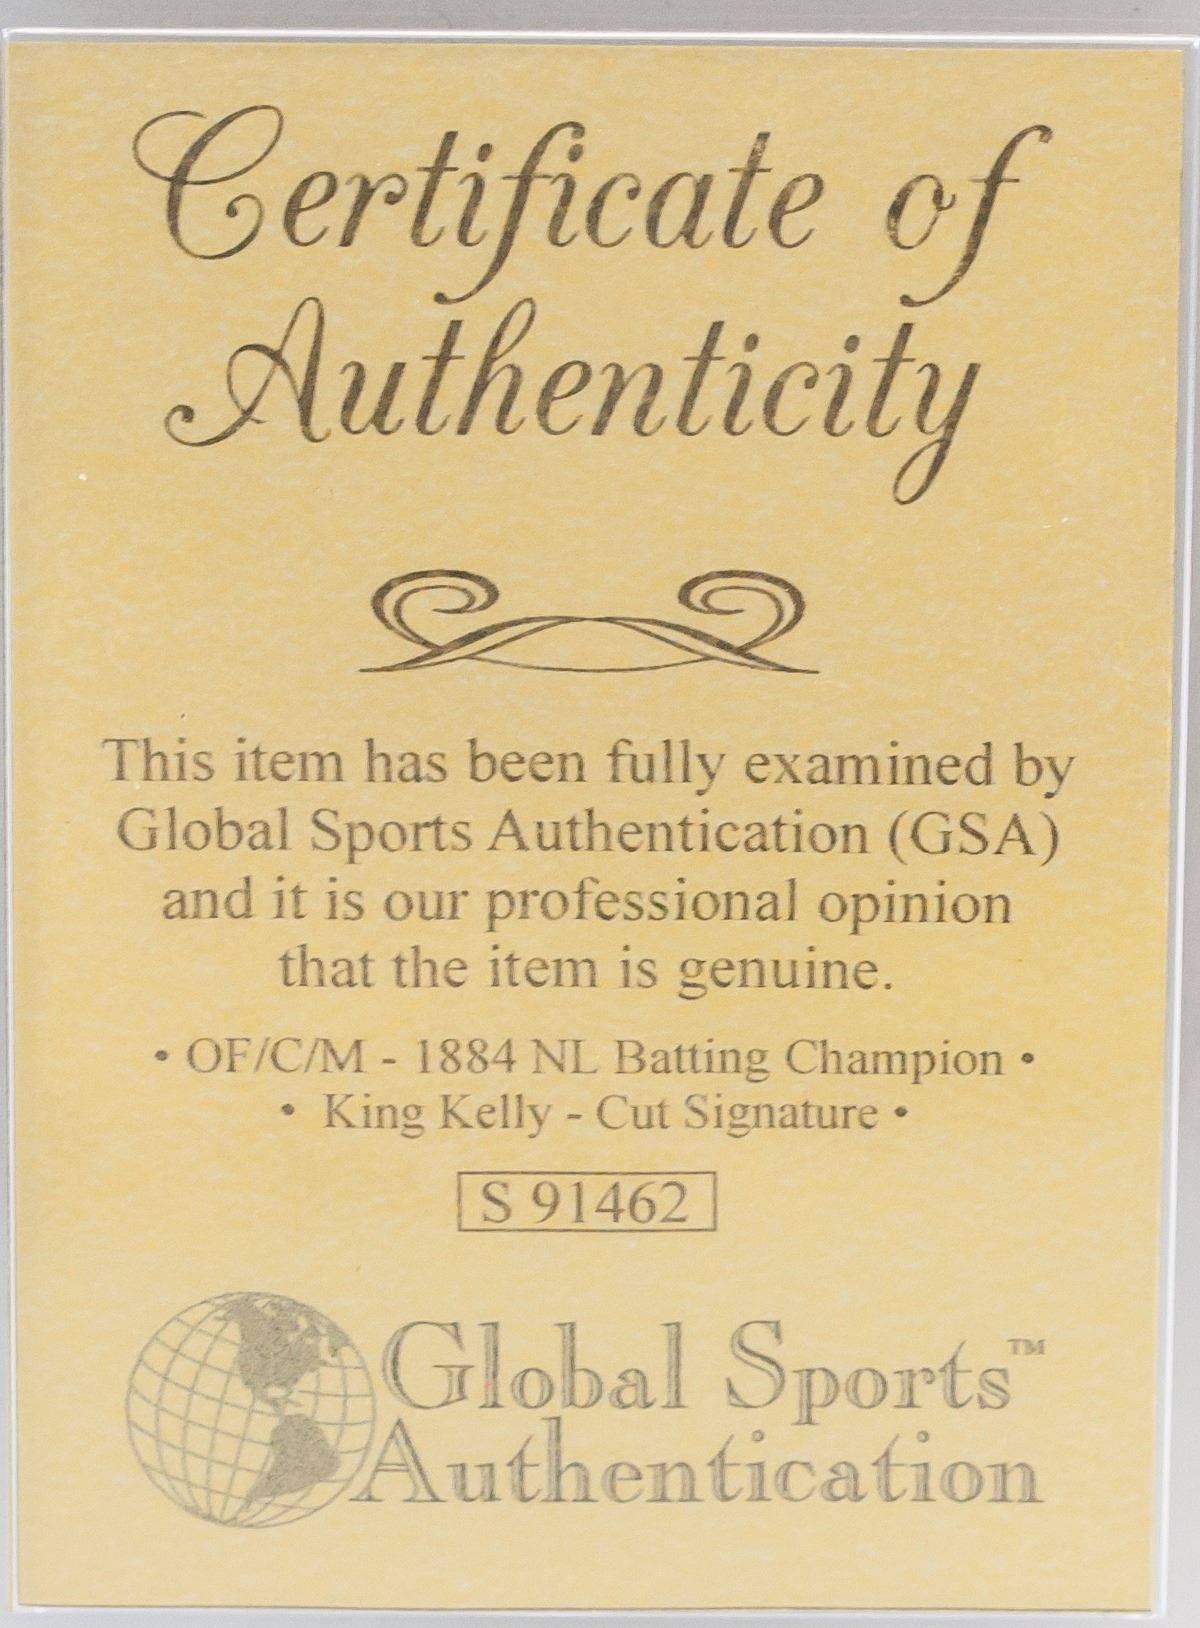 Certificate of
Authenticity
This item has been fully examined by
Global Sports Authentication (GSA)
and it is our professional opinion
that the item is genuine.
• OF/C/M - 1884 NL Batting Champion •
• King Kelly - Cut Signature •
S 91462
Global Sports™
Authentication